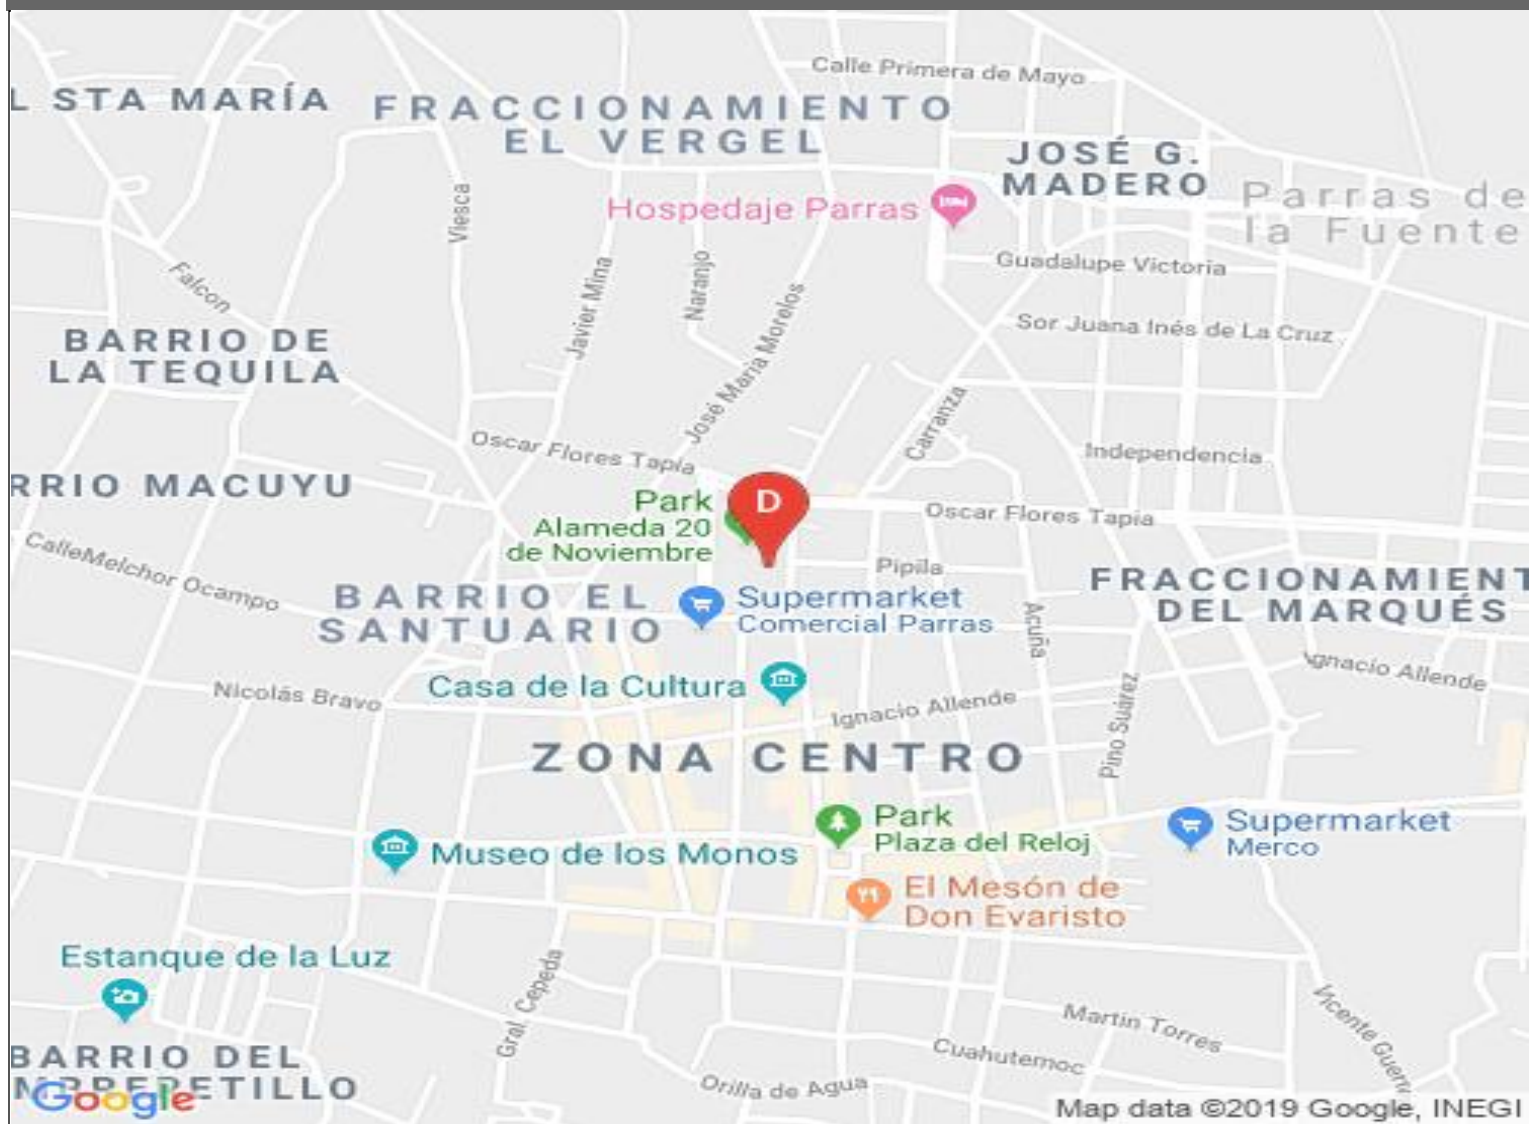 Calle Primera de Mayo
L STA MARÍA
FRACCIONAMIENTO
EL VERGEL
JOSÉ G.
MADERO
Parras de
la Fuente
Hospedaje Parras
Viesca
Falcon
Javier Mina
Naranjo
José María Morelos
Guadalupe Victoria
Sor Juana Inés de La Cruz
BARRIO DE
LA TEQUILA
Carranza
Oscar Flores Tapia
Independencia
RRIO MACUYU
D
Park
Alameda 20
de Noviembre
Oscar Flores Tapia
CalleMelchor Ocampo
Pipila
FRACCIONAMIENT
DEL MARQUÉS
BARRIO EL
SANTUARIO
Supermarket
Comercial Parras
Acuña
Ignacio Allende
Nicolás Bravo
Casa de la Cultura
Ignacio Allende
Pino Suárez
ZONA CENTRO
Park
Plaza del Reloj
Supermarket
Merco
Museo de los Monos
El Mesón de
Don Evaristo
Estanque de la Luz
Gral. Cepeda
Martin Torres
Vicente Guerr
Cuahutemoc
BARRIO DEL
Orilla de Agua
Google
Map data ©2019 Google, INEGI